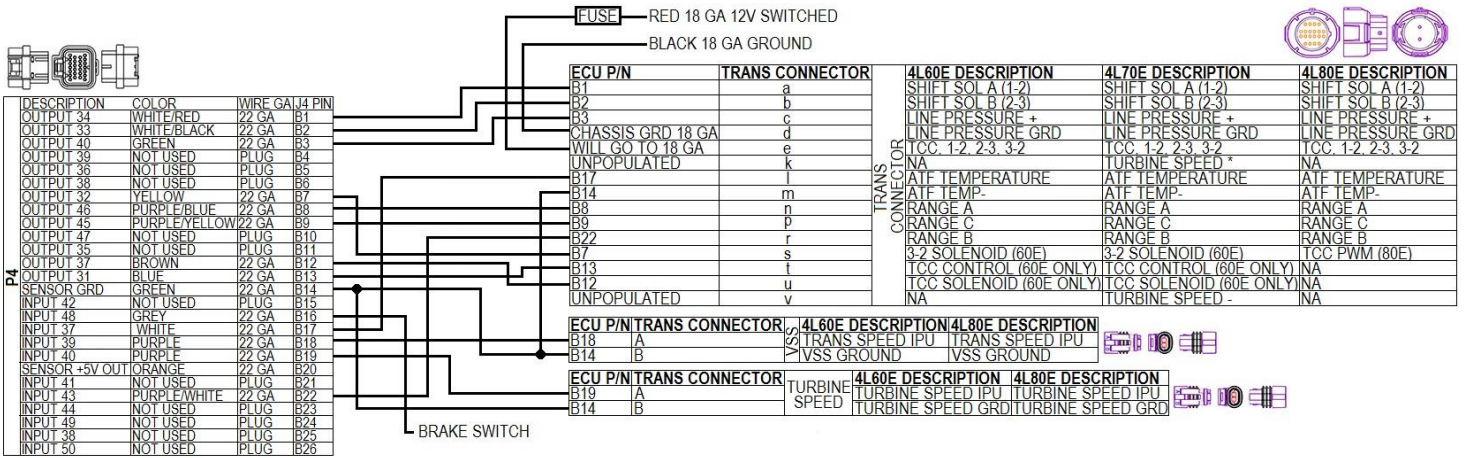 FUSE RED 18 GA 12V SWITCHED
BLACK 18 GA GROUND
ECU P/N TRANS CONNECTOR 4L60E DESCRIPTION 4L70E DESCRIPTION 4L80E DESCRIPTION
B1 a SHIFT SOL A (1-2) SHIFT SOL A (1-2) SHIFT SOL A (1-2)
B2 b SHIFT SOL B (2-3) SHIFT SOL B (2-3) SHIFT SOL B (2-3)
B3 c LINE PRESSURE + LINE PRESSURE + LINE PRESSURE +
CHASSIS GRD 18 GA d LINE PRESSURE GRD LINE PRESSURE GRD LINE PRESSURE GRD
WILL GO TO 18 GA e TCC, 1-2, 2-3, 3-2 TCC, 1-2, 2-3, 3-2 TCC, 1-2, 2-3, 3-2
UNPOPULATED k NA TURBINE SPEED * NA
B17 l ATF TEMPERATURE ATF TEMPERATURE ATF TEMPERATURE
B14 m ATF TEMP- ATF TEMP- ATF TEMP-
B8 n RANGE A RANGE A RANGE A
B9 p RANGE C RANGE C RANGE C
B22 r RANGE B RANGE B RANGE B
B7 s 3-2 SOLENOID (60E) 3-2 SOLENOID (60E) TCC PWM (80E)
B13 t TCC CONTROL (60E ONLY) TCC CONTROL (60E ONLY) NA
B12 u TCC SOLENOID (60E ONLY) TCC SOLENOID (60E ONLY) NA
UNPOPULATED v NA TURBINE SPEED - NA
TRANS
CONNECTOR
P4
DESCRIPTION COLOR WIRE GA J4 PIN
OUTPUT 34 WHITE/RED 22 GA B1
OUTPUT 33 WHITE/BLACK 22 GA B2
OUTPUT 40 GREEN 22 GA B3
OUTPUT 39 NOT USED PLUG B4
OUTPUT 36 NOT USED PLUG B5
OUTPUT 38 NOT USED PLUG B6
OUTPUT 32 YELLOW 22 GA B7
OUTPUT 46 PURPLE/BLUE 22 GA B8
OUTPUT 45 PURPLE/YELLOW 22 GA B9
OUTPUT 47 NOT USED PLUG B10
OUTPUT 35 NOT USED PLUG B11
OUTPUT 37 BROWN 22 GA B12
OUTPUT 31 BLUE 22 GA B13
SENSOR GRD GREEN 22 GA B14
INPUT 42 NOT USED PLUG B15
INPUT 48 GREY 22 GA B16
INPUT 37 WHITE 22 GA B17
INPUT 39 PURPLE 22 GA B18
INPUT 40 PURPLE 22 GA B19
SENSOR +5V OUT ORANGE 22 GA B20
INPUT 41 NOT USED PLUG B21
INPUT 43 PURPLE/WHITE 22 GA B22
INPUT 44 NOT USED PLUG B23
INPUT 49 NOT USED PLUG B24
INPUT 38 NOT USED PLUG B25
INPUT 50 NOT USED PLUG B26
ECU P/N TRANS CONNECTOR VSS 4L60E DESCRIPTION 4L80E DESCRIPTION
B18 A TRANS SPEED IPU TRANS SPEED IPU
B14 B VSS GROUND VSS GROUND
ECU P/N TRANS CONNECTOR TURBINE SPEED 4L60E DESCRIPTION 4L80E DESCRIPTION
B19 A TURBINE SPEED IPU TURBINE SPEED IPU
B14 B TURBINE SPEED GRD TURBINE SPEED GRD
BRAKE SWITCH